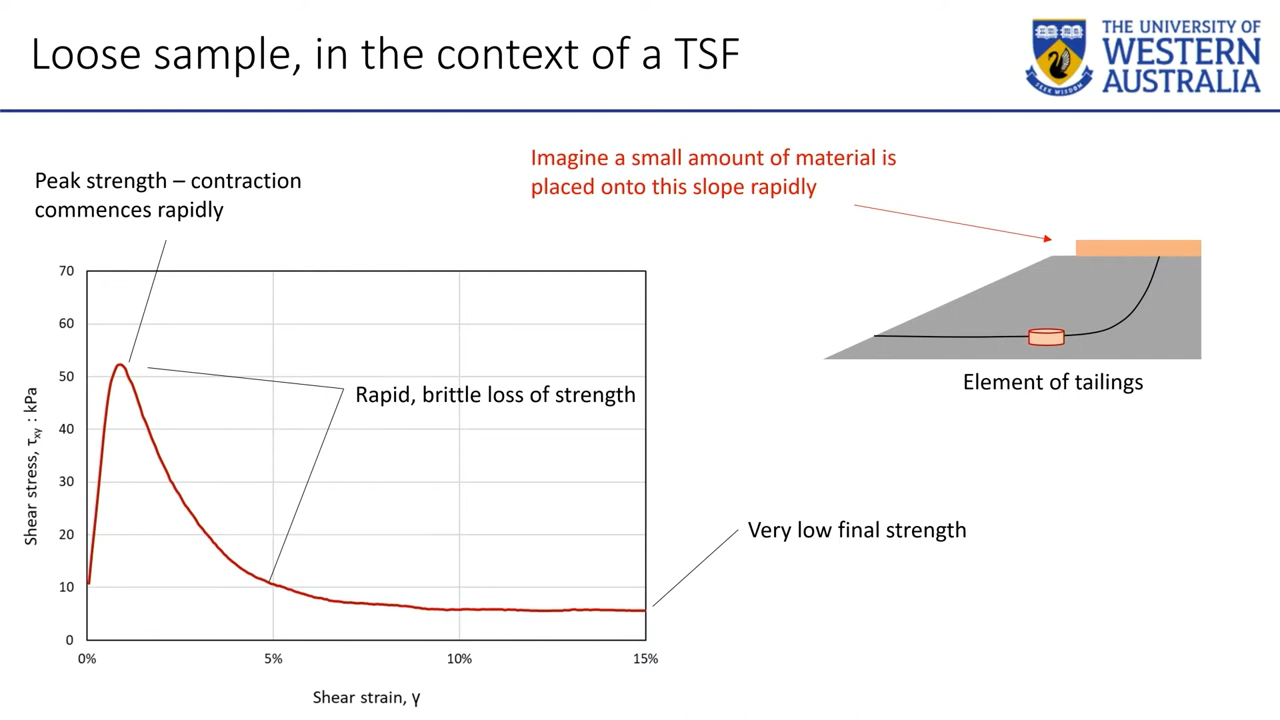 Loose sample, in the context of a TSF
THE UNIVERSITY OF
WESTERN
AUSTRALIA
SEEK WISDOM
Imagine a small amount of material is
placed onto this slope rapidly
Peak strength – contraction
commences rapidly
Element of tailings
Rapid, brittle loss of strength
Very low final strength
Shear stress, τxy : kPa
70
60
50
40
30
20
10
0
0%
5%
10%
15%
Shear strain, γ